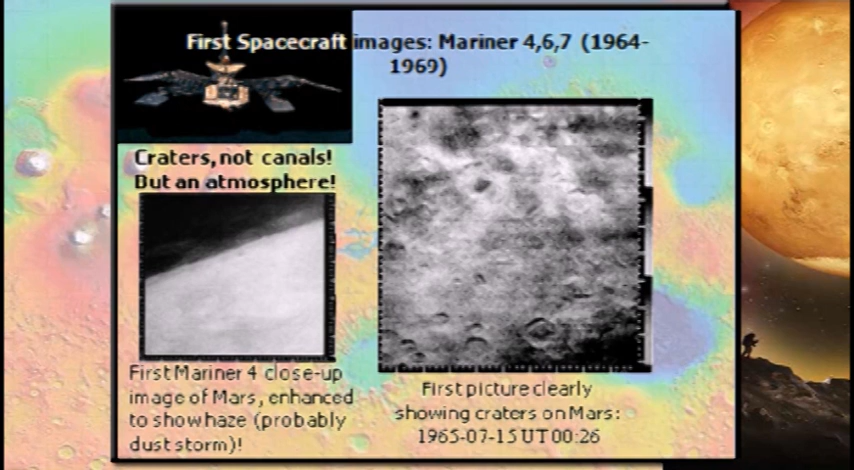 First Spacecraft images: Mariner 4,6,7 (1964-
1969)
Craters, not canals!
But an atmosphere!
First Mariner 4 close-up
image of Mars, enhanced
to show haze (probably
dust storm)!
First picture clearly
showing craters on Mars:
1965-07-15 UT 00:26